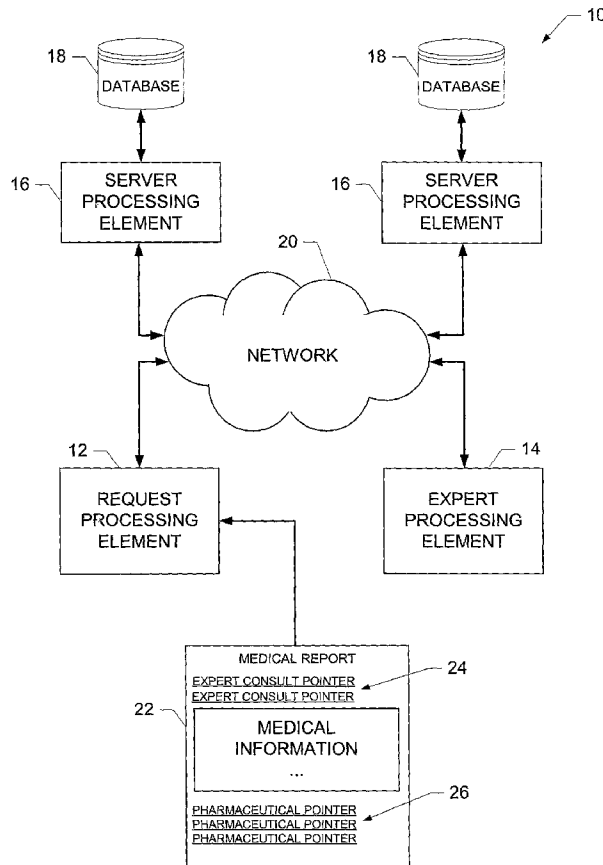 10
18
DATABASE
18
DATABASE
16
SERVER
PROCESSING
ELEMENT
16
SERVER
PROCESSING
ELEMENT
20
NETWORK
12
REQUEST
PROCESSING
ELEMENT
14
EXPERT
PROCESSING
ELEMENT
MEDICAL REPORT
EXPERT CONSULT POINTER
EXPERT CONSULT POINTER
24
22
MEDICAL
INFORMATION
...
26
PHARMACEUTICAL POINTER
PHARMACEUTICAL POINTER
PHARMACEUTICAL POINTER